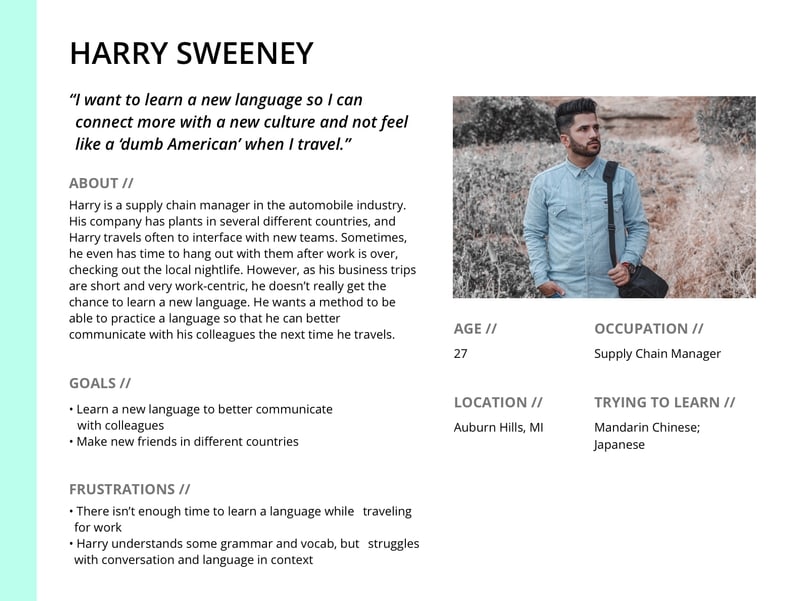 HARRY SWEENEY
“I want to learn a new language so I can
connect more with a new culture and not feel
like a ‘dumb American’ when I travel.”
ABOUT //
Harry is a supply chain manager in the automobile industry.
His company has plants in several different countries, and
Harry travels often to interface with new teams. Sometimes,
he even has time to hang out with them after work is over,
checking out the local nightlife. However, as his business trips
are short and very work-centric, he doesn’t really get the
chance to learn a new language. He wants a method to be
able to practice a language so that he can better
communicate with his colleagues the next time he travels.
GOALS //
• Learn a new language to better communicate
with colleagues
• Make new friends in different countries
FRUSTRATIONS //
• There isn’t enough time to learn a language while traveling
for work
• Harry understands some grammar and vocab, but struggles
with conversation and language in context
AGE //
27
OCCUPATION //
Supply Chain Manager
LOCATION //
Auburn Hills, MI
TRYING TO LEARN //
Mandarin Chinese;
Japanese